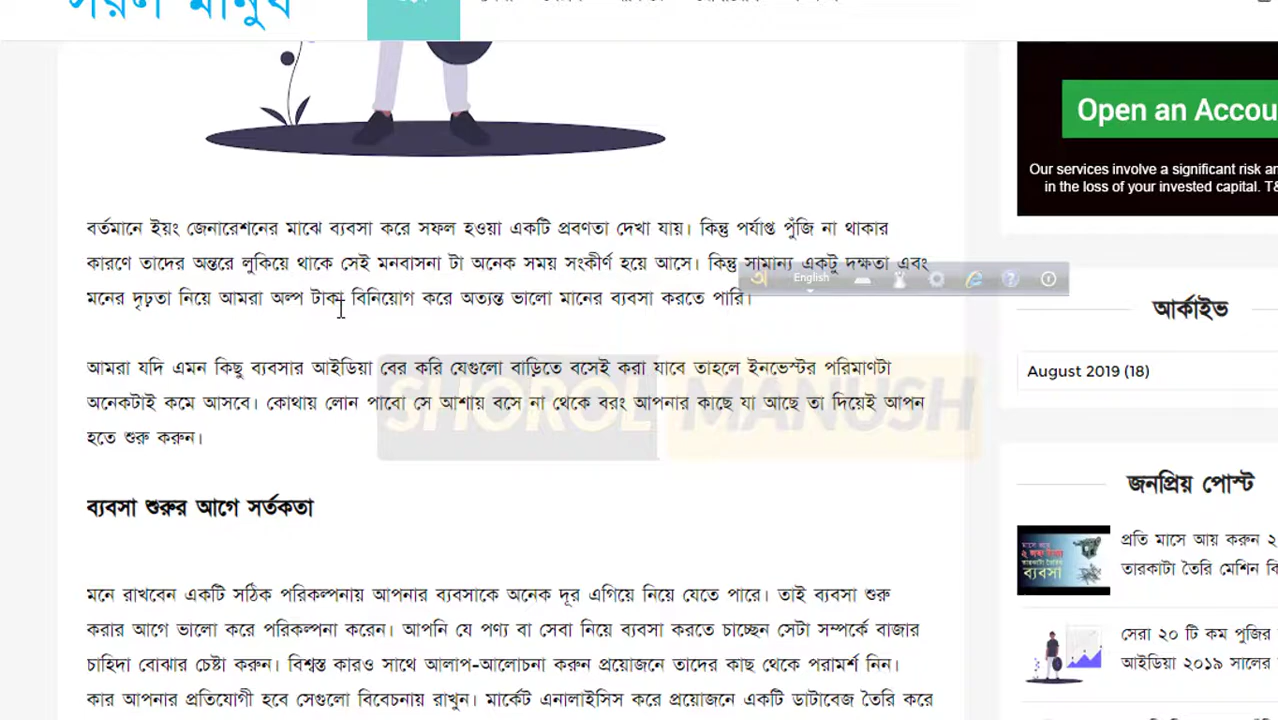 সরল মানুষ
Open an Accou
Our services involve a significant risk an
in the loss of your invested capital. T&
বর্তমানে ইয়ং জেনারেশনের মাঝে ব্যবসা করে সফল হওয়া একটি প্রবণতা দেখা যায়। কিন্তু পর্যাপ্ত পুঁজি না থাকার
কারণে তাদের অন্তরে লুকিয়ে থাকে সেই মনবাসনা টা অনেক সময় সংকীর্ণ হয়ে আসে। কিন্তু সামান্য একটু দক্ষতা এবং
অ English
মনের দৃঢ়তা নিয়ে আমরা অল্প টাকা বিনিয়োগ করে অত্যন্ত ভালো মানের ব্যবসা করতে পারি।
আর্কাইভ
August 2019 (18)
আমরা যদি এমন কিছু ব্যবসার আইডিয়া বের করি যেগুলো বাড়িতে বসেই করা যাবে তাহলে ইনভেস্টর পরিমাণটা
অনেকটাই কমে আসবে। কোথায় লোন পাবো সে আশায় বসে না থেকে বরং আপনার কাছে যা আছে তা দিয়েই আপন
হতে শুরু করুন।
SHOROL MANUSH
জনপ্রিয় পোস্ট
ব্যবসা শুরুর আগে সর্তকতা
প্রতি মাসে আয় করুন ২
তারকাটা তৈরি মেশিন কি
মনে রাখবেন একটি সঠিক পরিকল্পনায় আপনার ব্যবসাকে অনেক দূর এগিয়ে নিয়ে যেতে পারে। তাই ব্যবসা শুরু
করার আগে ভালো করে পরিকল্পনা করেন। আপনি যে পণ্য বা সেবা নিয়ে ব্যবসা করতে চাচ্ছেন সেটা সম্পর্কে বাজার
চাহিদা বোঝার চেষ্টা করুন। বিশ্বস্ত কারও সাথে আলাপ-আলোচনা করুন প্রয়োজনে তাদের কাছ থেকে পরামর্শ নিন।
কার আপনার প্রতিযোগী হবে সেগুলো বিবেচনায় রাখুন। মার্কেট এনালাইসিস করে প্রয়োজনে একটি ডাটাবেজ তৈরি করে
সেরা ২০ টি কম পুজির
আইডিয়া ২০১৯ সালের